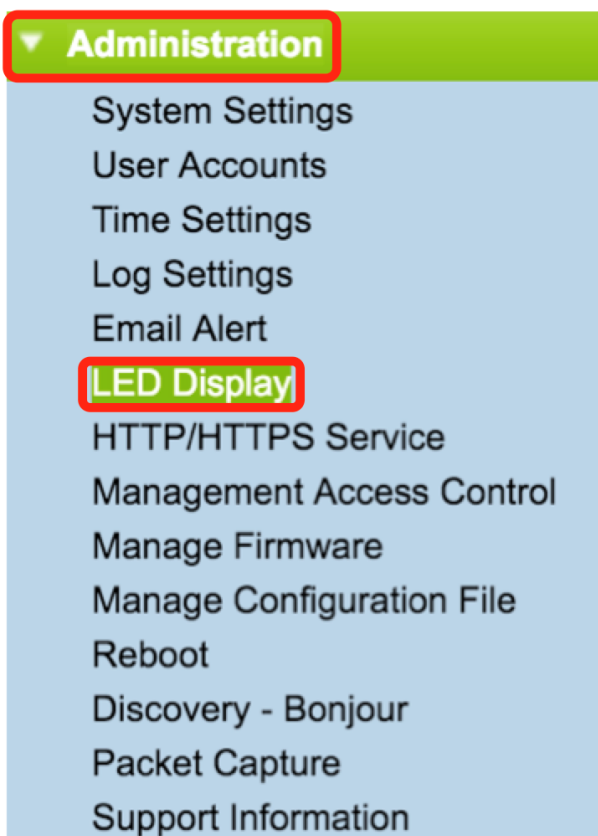 Administration
System Settings
User Accounts
Time Settings
Log Settings
Email Alert
LED Display
HTTP/HTTPS Service
Management Access Control
Manage Firmware
Manage Configuration File
Reboot
Discovery - Bonjour
Packet Capture
Support Information